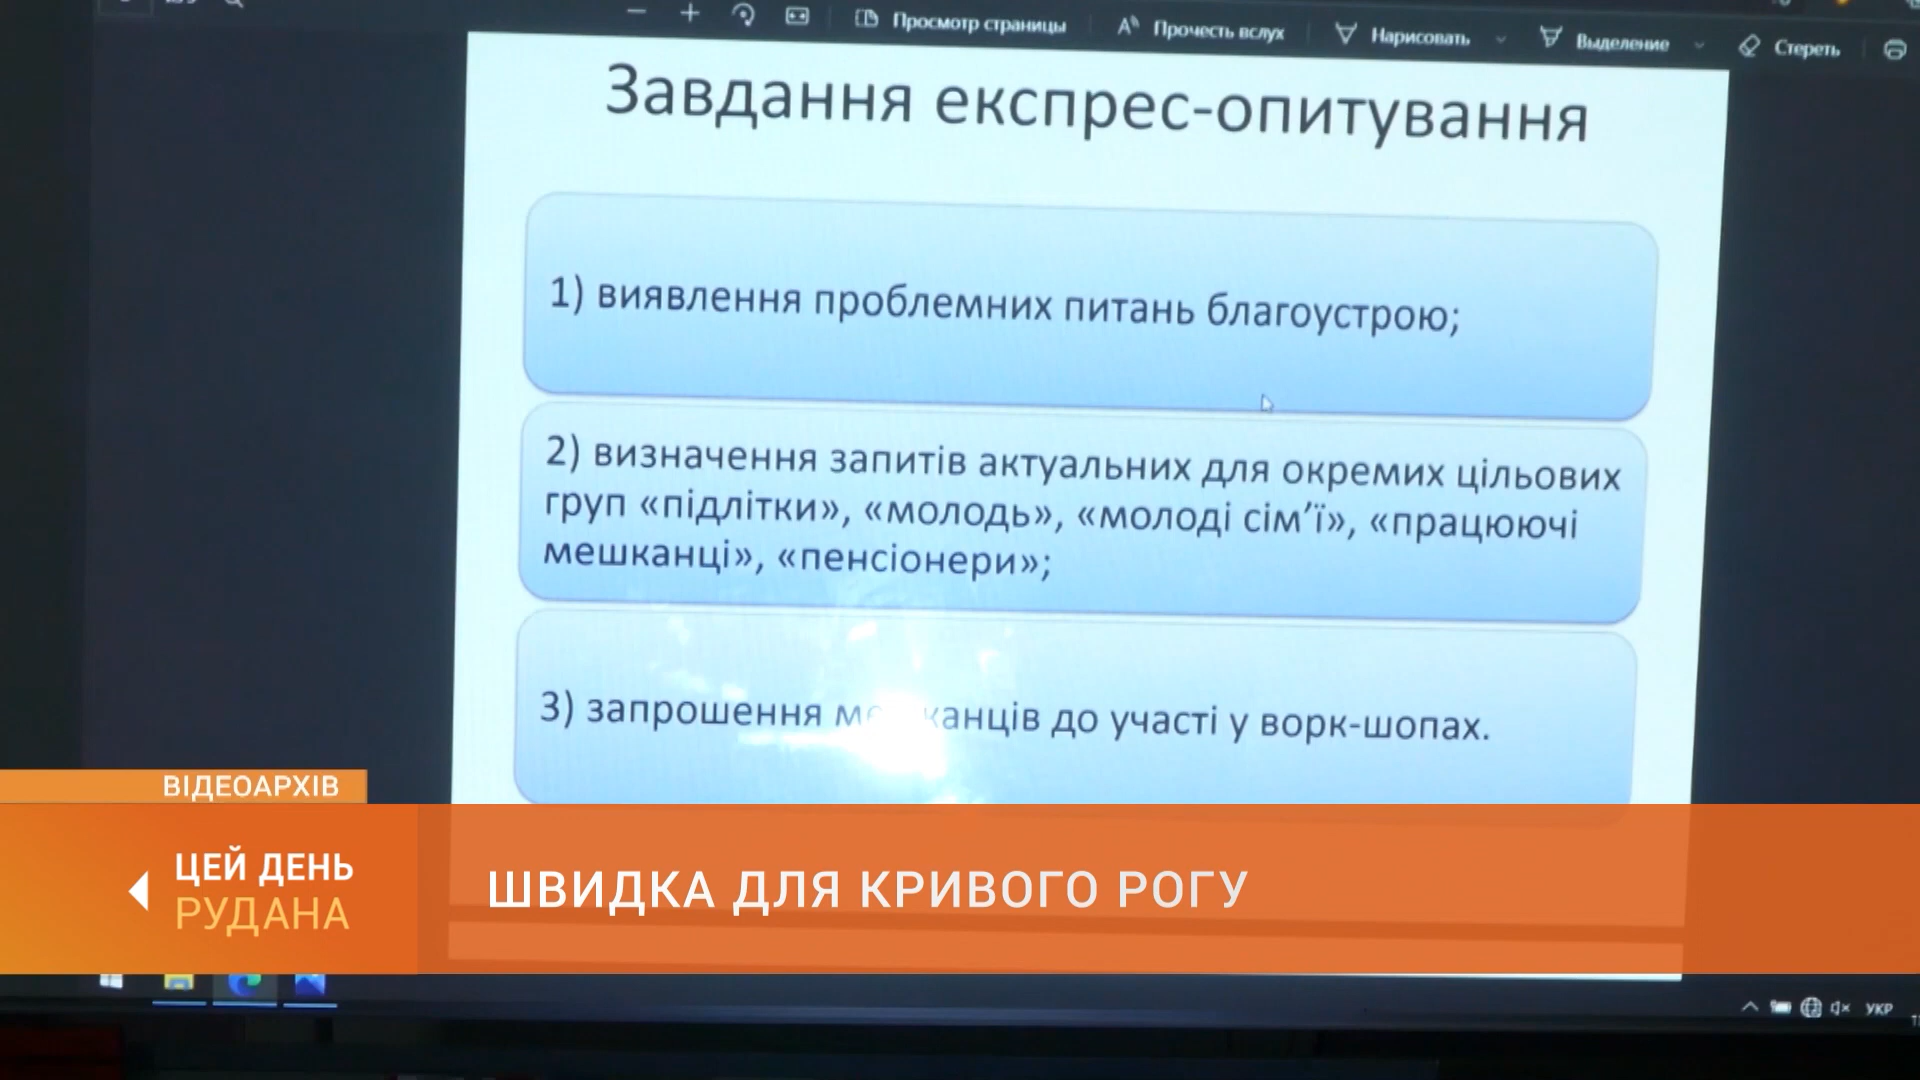 Просмотр страницы
Прочесть вслух
Нарисовать
Выделение
Стереть
Завдання експрес-опитування
1) виявлення проблемних питань благоустрою;
2) визначення запитів актуальних для окремих цільових
груп «підлітки», «молодь», «молоді сім’ї», «працюючі
мешканці», «пенсіонери»;
3) запрошення мешканців до участі у ворк-шопах.
ВІДЕОАРХІВ
ЦЕЙ ДЕНЬ
РУДАНА
ШВИДКА ДЛЯ КРИВОГО РОГУ
УКР